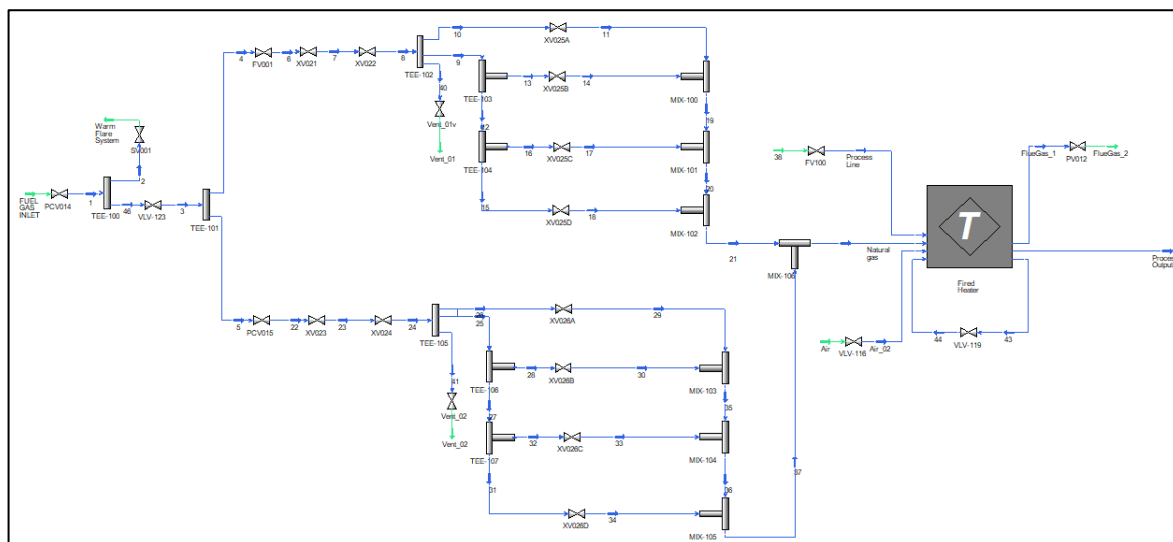 10
XV025A
11
4
FV001
6
XV021
7
XV022
8
TEE-102
9
40
TEE-103
13
XV025B
14
MIX-100
Vent_01v
Vent_01
12
19
TEE-104
16
XV025C
17
MIX-101
15
20
XV025D
18
MIX-102
Warm
Flare
System
SV001
2
FUEL
GAS
INLET
PCV014
1
TEE-100
46
VLV-123
3
TEE-101
38
FV100
Process
Line
FlueGas_1
PV012
FlueGas_2
T
21
MIX-106
Natural
gas
Process
Output
Fired
Heater
Air
VLV-116
Air_02
44
VLV-119
43
5
PCV015
22
XV023
23
XV024
24
TEE-105
26
25
XV026A
29
41
TEE-106
28
XV026B
30
MIX-103
Vent_02
Vent_02
27
35
TEE-107
32
XV026C
33
MIX-104
31
36
37
XV026D
34
MIX-105